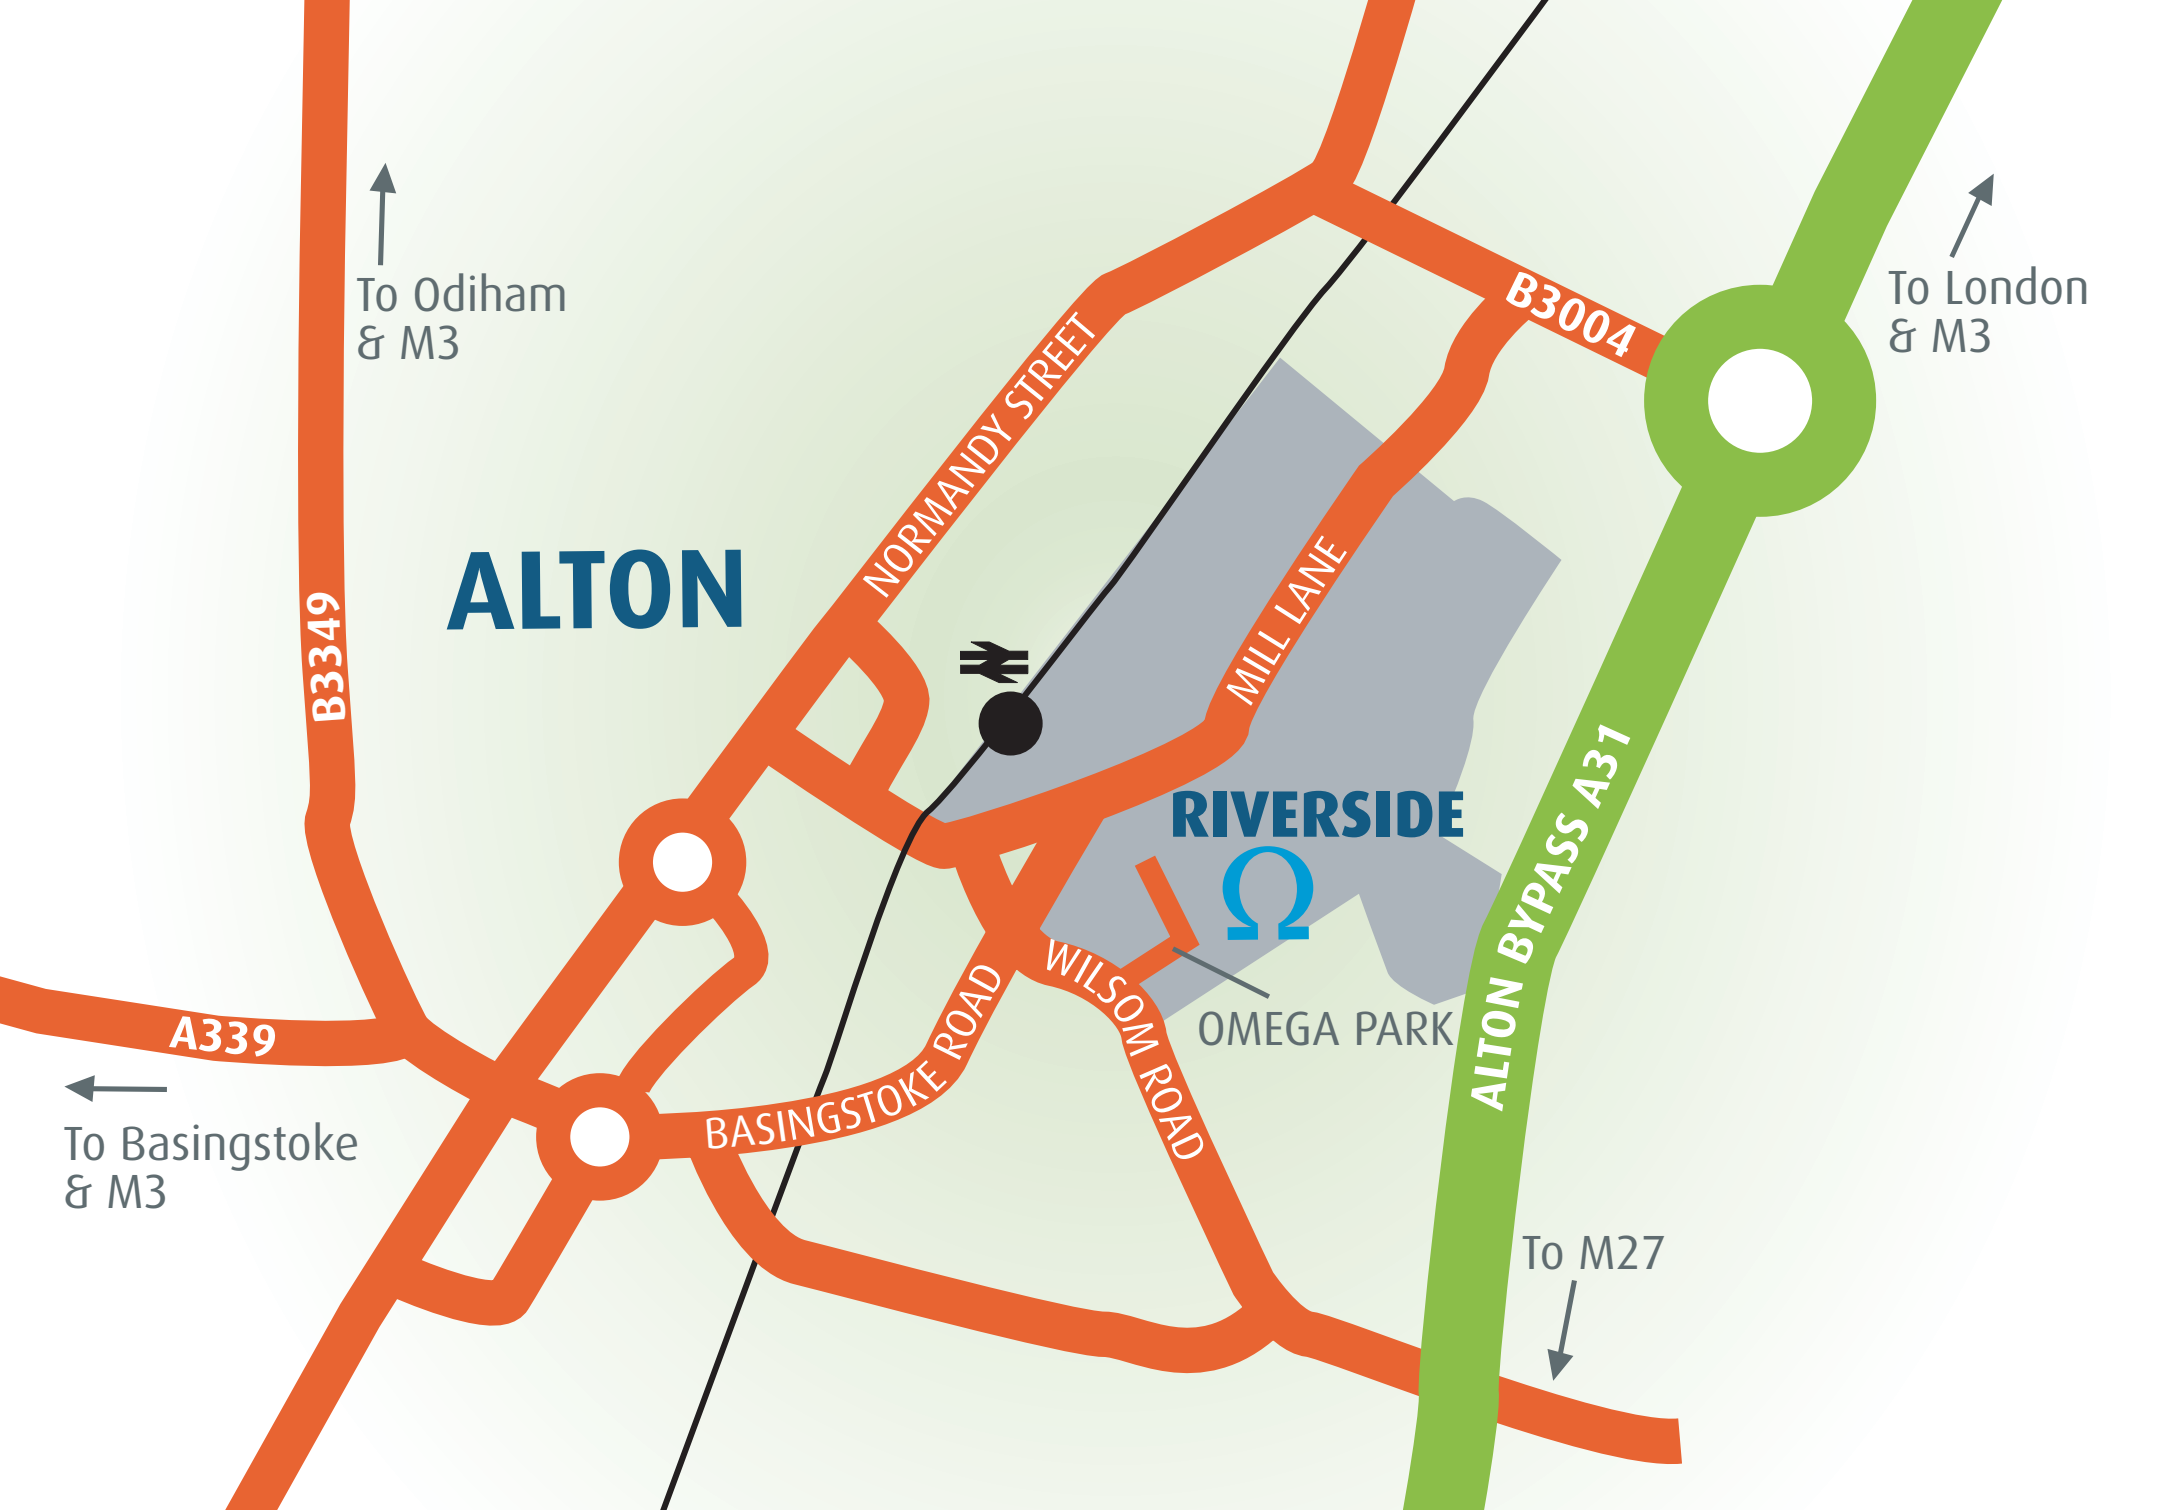 To Odiham
& M3
To London
& M3
B3004
NORMANDY STREET
ALTON
B3349
MILL LANE
RIVERSIDE
Ω
ALTON BYPASS A31
WILSOM ROAD
BASINGSTOKE ROAD
OMEGA PARK
A339
To Basingstoke
& M3
To M27